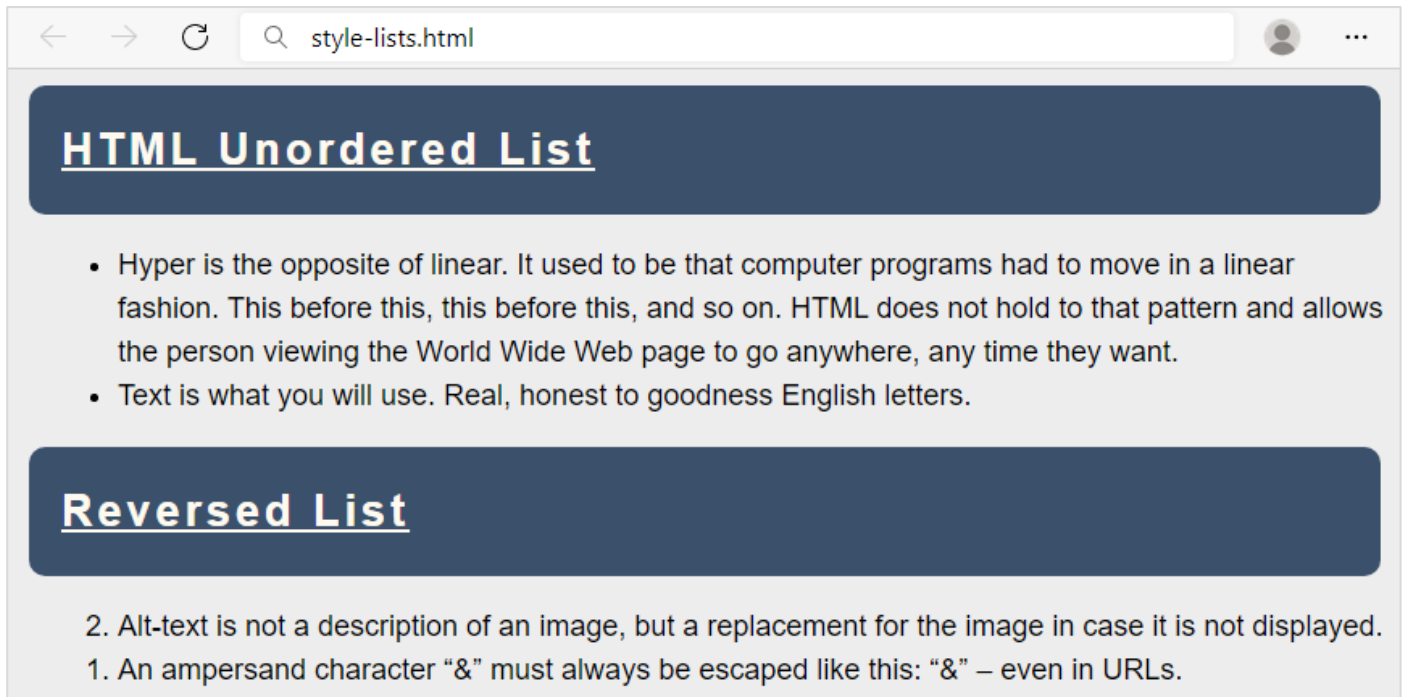 style-lists.html
HTML Unordered List
• Hyper is the opposite of linear. It used to be that computer programs had to move in a linear
fashion. This before this, this before this, and so on. HTML does not hold to that pattern and allows
the person viewing the World Wide Web page to go anywhere, any time they want.
• Text is what you will use. Real, honest to goodness English letters.
Reversed List
2. Alt-text is not a description of an image, but a replacement for the image in case it is not displayed.
1. An ampersand character “&” must always be escaped like this: “&” – even in URLs.